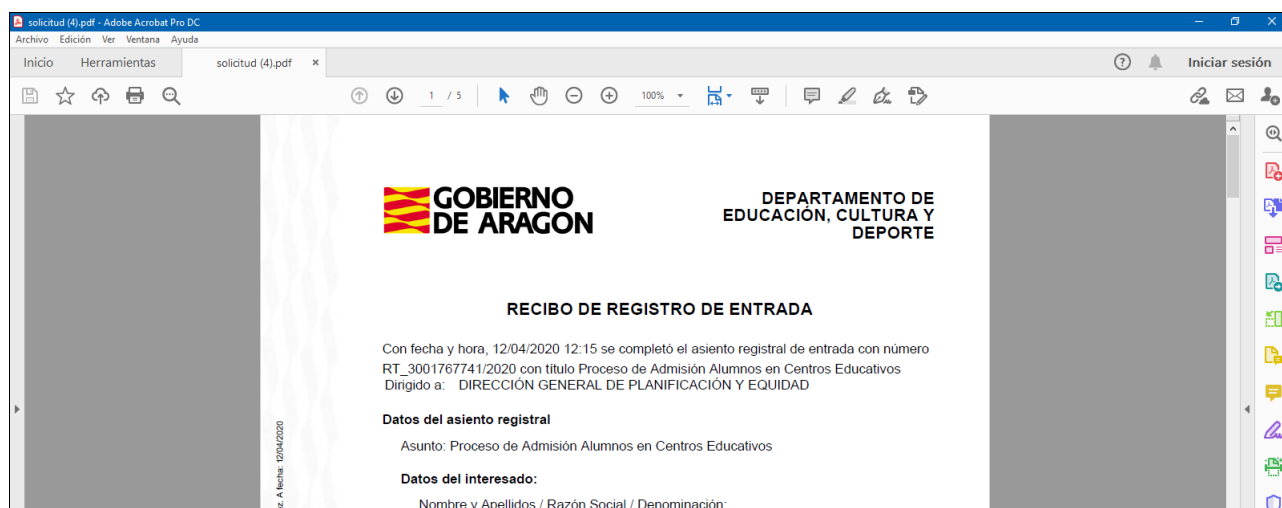 solicitud (4).pdf - Adobe Acrobat Pro DC
Archivo Edición Ver Ventana Ayuda
Inicio Herramientas solicitud (4).pdf × Iniciar sesión
1 / 5 100%
GOBIERNO
DE ARAGON
DEPARTAMENTO DE
EDUCACIÓN, CULTURA Y
DEPORTE
RECIBO DE REGISTRO DE ENTRADA
Con fecha y hora, 12/04/2020 12:15 se completó el asiento registral de entrada con número
RT_3001767741/2020 con título Proceso de Admisión Alumnos en Centros Educativos
Dirigido a: DIRECCIÓN GENERAL DE PLANIFICACIÓN Y EQUIDAD
Datos del asiento registral
Asunto: Proceso de Admisión Alumnos en Centros Educativos
Datos del interesado:
Nombre y Apellidos / Razón Social / Denominación:
A fecha: 12/04/2020